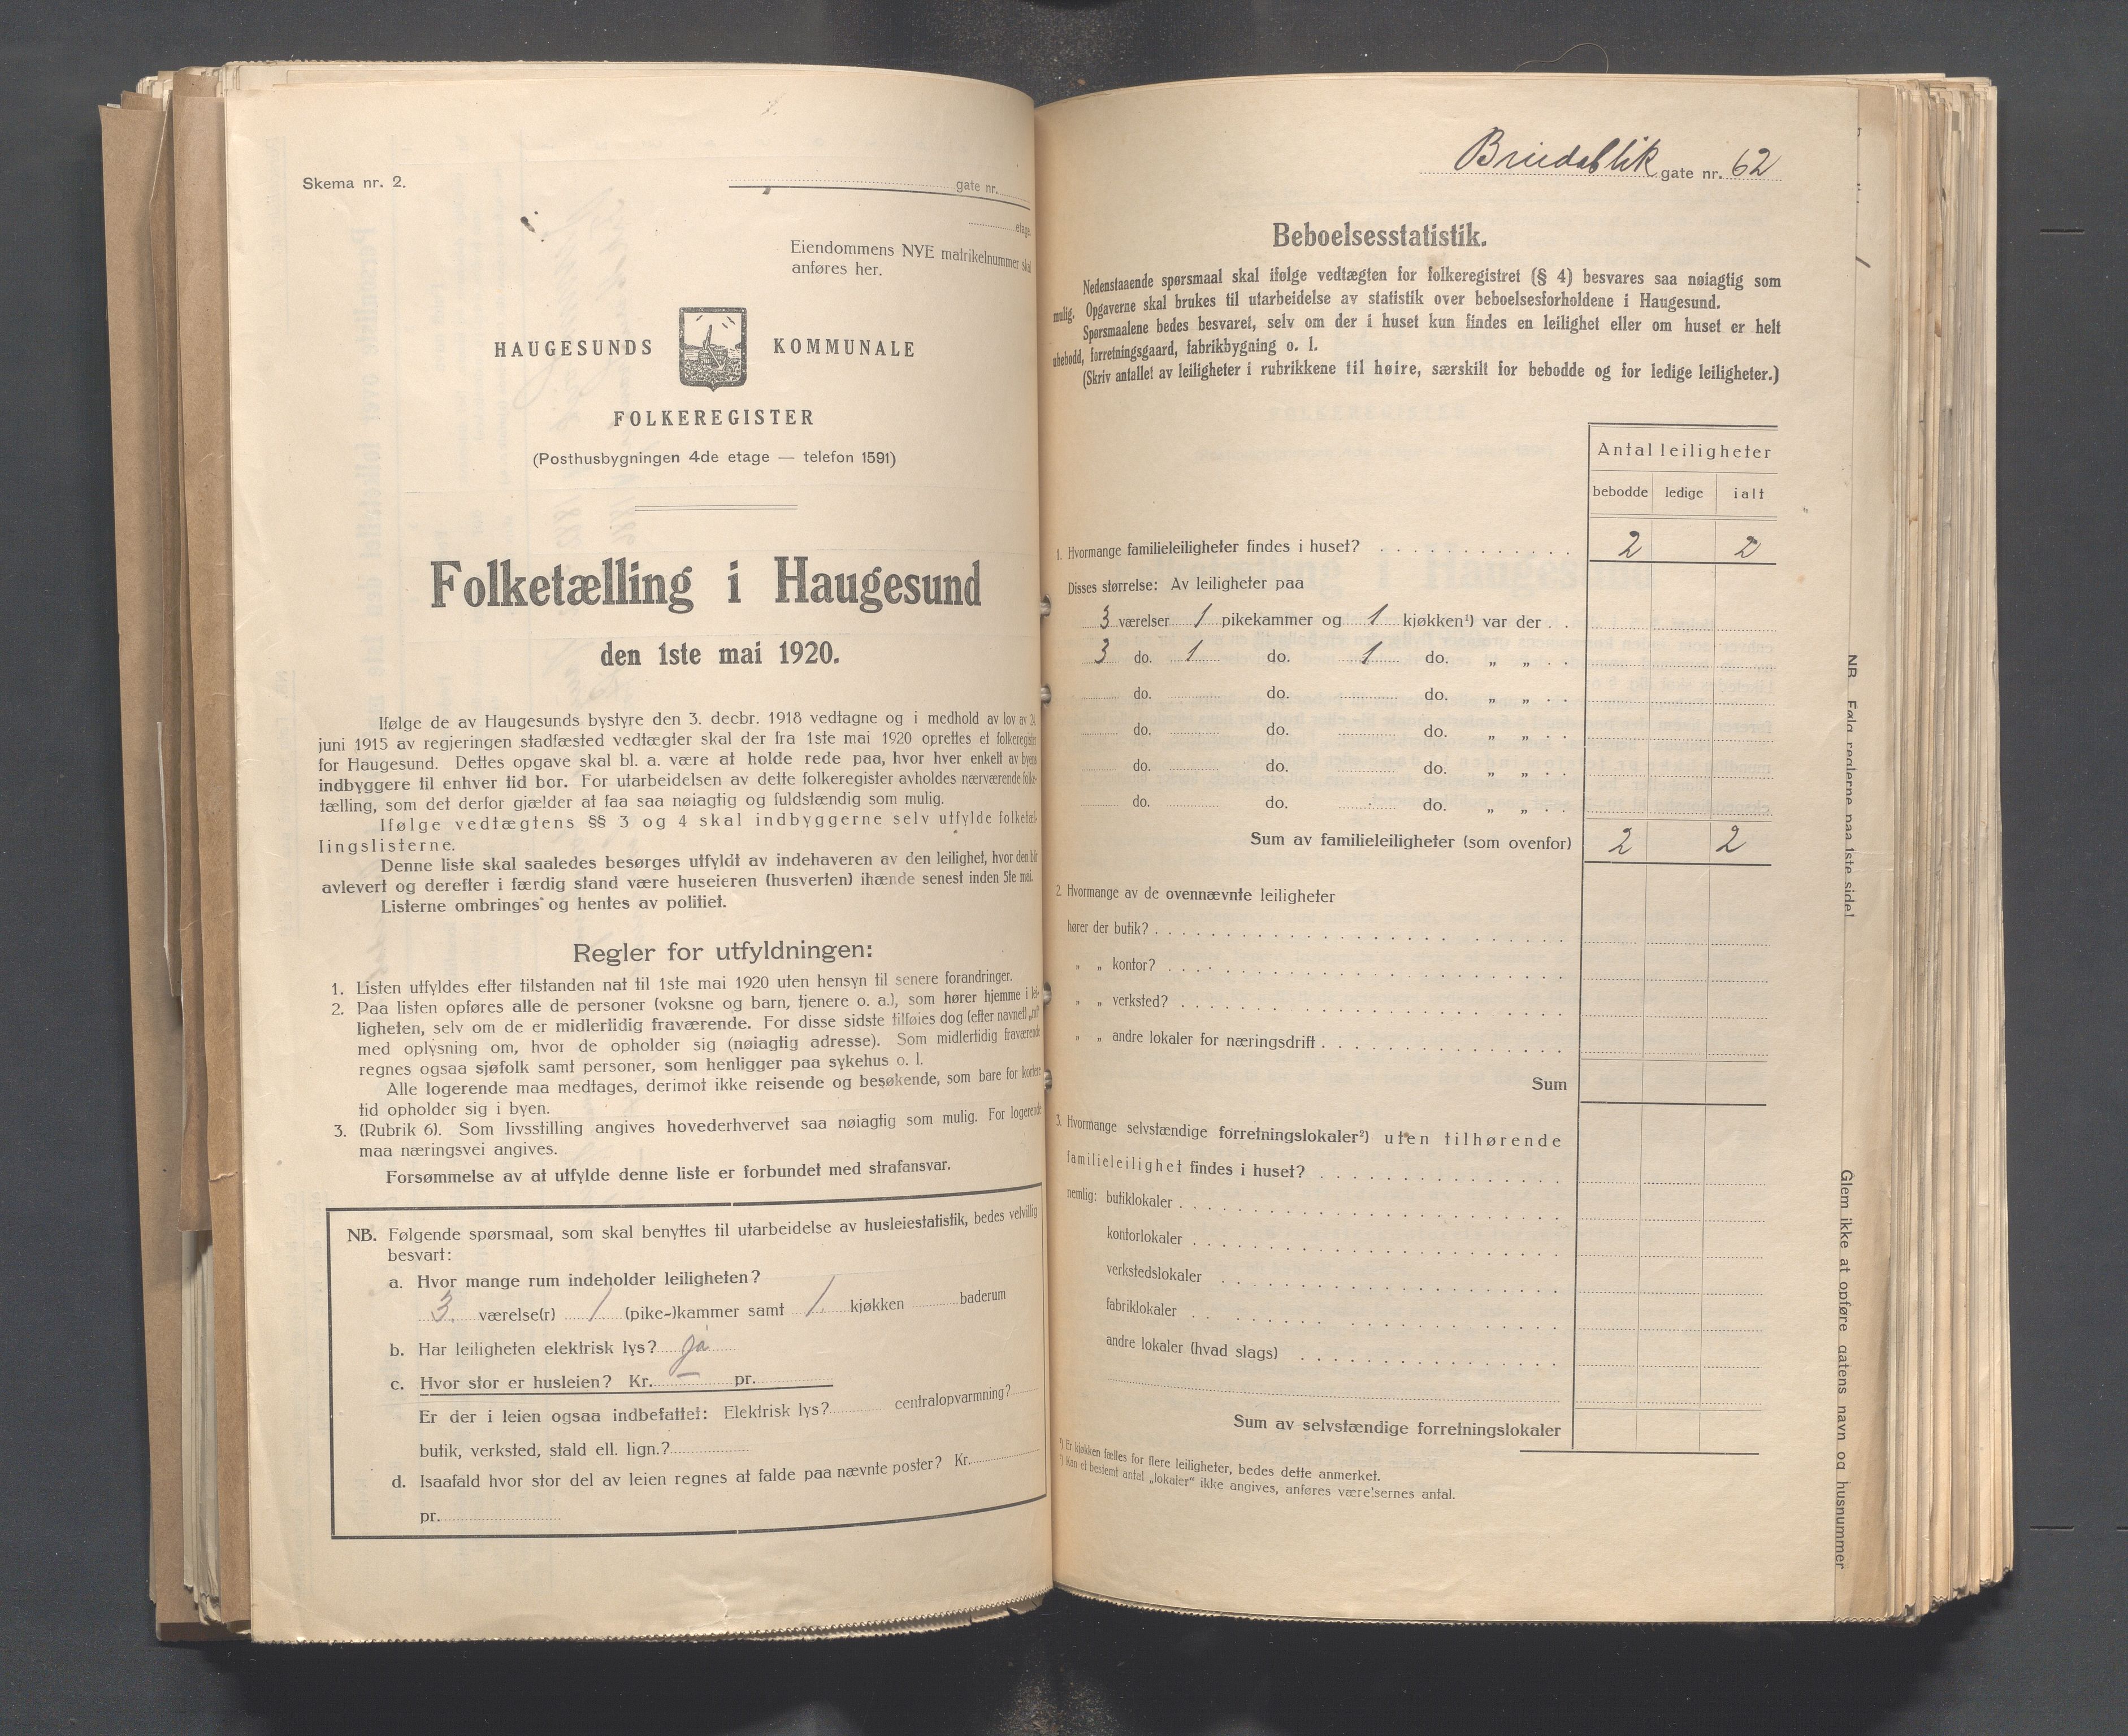 Skema nr. 2.
gate nr.
etage.
Eiendommens NYE matrikelnummer skal
anføres her.
HAUGESUNDS KOMMUNALE
FOLKEREGISTER
(Posthusbygningen 4de etage — telefon 1591)
Folketælling i Haugesund
den 1ste mai 1920.
Ifølge de av Haugesunds bystyre den 3. decbr. 1918 vedtagne og i medhold av lov av 24.
juni 1915 av regjeringen stadfæsted vedtægter skal der fra 1ste mai 1920 oprettes et folkeregister
for Haugesund. Dettes opgave skal bl. a. være at holde rede paa, hvor hver enkelt av byens
indbyggere til enhver tid bor. For utarbeidelsen av dette folkeregister avholdes nærværende folke-
tælling, som det derfor gjælder at faa saa nøiagtig og fuldstændig som mulig.
Ifølge vedtægtens §§ 3 og 4 skal indbyggerne selv utfylde folketæl-
lingslisterne.
Denne liste skal saaledes besørges utfyldt av indehaveren av den leilighet, hvor den blir
avlevert og derefter i færdig stand være huseieren (husverten) ihænde senest inden 5te mai.
Listerne ombringes og hentes av politiet.
Regler for utfyldningen:
1. Listen utfyldes efter tilstanden nat til 1ste mai 1920 uten hensyn til senere forandringer.
2. Paa listen opføres alle de personer (voksne og barn, tjenere o. a.), som hører hjemme i lei-
ligheten, selv om de er midlertidig fraværende. For disse sidste tilføies dog (efter navnet) „mf“
med oplysning om, hvor de opholder sig (nøiagtig adresse). Som midlertidig fraværende
regnes ogsaa sjøfolk samt personer, som henligger paa sykehus o. l.
Alle logerende maa medtages, derimot ikke reisende og besøkende, som bare for kortere
tid opholder sig i byen.
3. (Rubrik 6). Som livsstilling angives hovederhvervet saa nøiagtig som mulig. For logerende
maa næringsvei angives.
Forsømmelse av at utfylde denne liste er forbundet med strafansvar.
NB. Følgende spørsmaal, som skal benyttes til utarbeidelse av husleiestatistik, bedes velvillig
besvart:
a. Hvor mange rum indeholder leiligheten?
3. værelse(r) 1 (pike-)kammer samt 1. kjøkken baderum
b. Har leiligheten elektrisk lys? ja
c. Hvor stor er husleien? Kr. — pr.
Er der i leien ogsaa indbefattet: Elektrisk lys? centralopvarmning?
butik, verksted, stald ell. lign.?
d. Isaafald hvor stor del av leien regnes at falde paa nævnte poster? Kr.
pr.
Breidablik gate nr. 62
Beboelsesstatistik.
Nedenstaaende spørsmaal skal ifølge vedtægten for folkeregistret (§ 4) besvares saa nøiagtig som
mulig. Opgaverne skal brukes til utarbeidelse av statistik over beboelsesforholdene i Haugesund.
Spørsmaalene bedes besvaret, selv om der i huset kun findes en leilighet eller om huset er helt
ubebodd, forretningsgaard, fabrikbygning o. l.
(Skriv antallet av leiligheter i rubrikkene til høire, særskilt for bebodde og for ledige leiligheter.)
Antal leiligheter
bebodde ledige ialt
1. Hvormange familieleiligheter findes i huset? 2 2
Disses størrelse: Av leiligheter paa
3 værelser 1 pikekammer og 1 kjøkken¹) var der
3 do. 1 do. 1 do. „ „
do. do. do. „ „
do. do. do. „ „
do. do. do. „ „
do. do. do. „ „
Sum av familieleiligheter (som ovenfor) 2 2
2. Hvormange av de ovennævnte leiligheter
hører der butik?
„ „ kontor?
„ „ verksted?
„ „ andre lokaler for næringsdrift
Sum
3. Hvormange selvstændige forretningslokaler²) uten tilhørende
familieleilighet findes i huset?
nemlig: butiklokaler
kontorlokaler
verkstedslokaler
fabriklokaler
andre lokaler (hvad slags)
Sum av selvstændige forretningslokaler
¹) Er kjøkken fælles for flere leiligheter, bedes dette anmerket.
²) Kan et bestemt antal „lokaler“ ikke angives, anføres værelsernes antal.
NB. Følg reglerne paa 1ste side!
Glem ikke at opføre gatens navn og husnummer